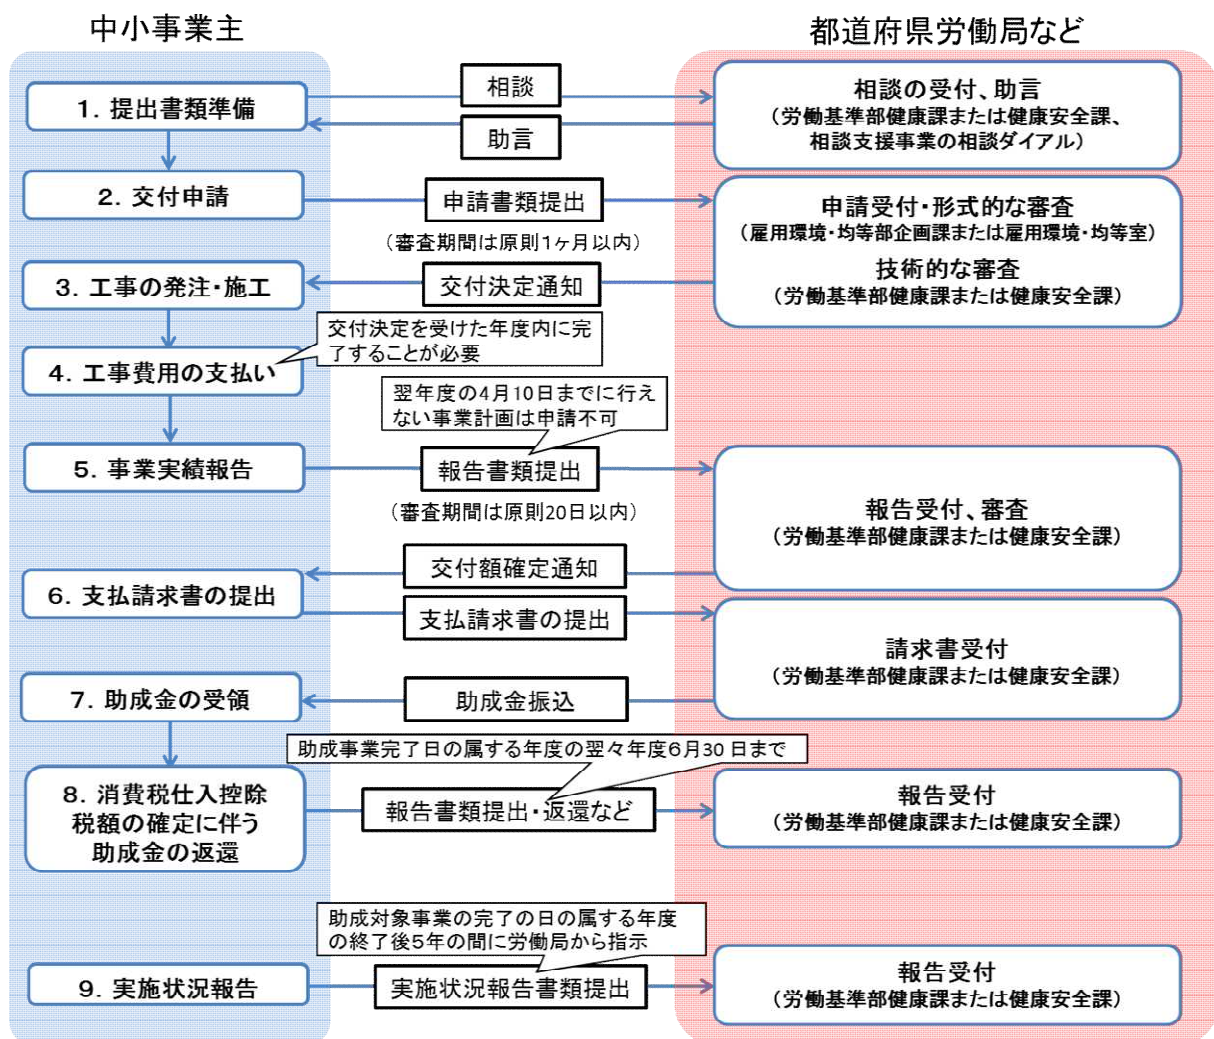 中小事業主
都道府県労働局など
1．提出書類準備
相談
助言
相談の受付、助言
（労働基準部健康課または健康安全課、
相談支援事業の相談ダイアル）
2．交付申請
申請書類提出
（審査期間は原則1ヶ月以内）
申請受付・形式的な審査
（雇用環境・均等部企画課または雇用環境・均等室）
技術的な審査
（労働基準部健康課または健康安全課）
3．工事の発注・施工
交付決定通知
交付決定を受けた年度内に完
了することが必要
4．工事費用の支払い
翌年度の4月10日までに行え
ない事業計画は申請不可
5．事業実績報告
報告書類提出
（審査期間は原則20日以内）
報告受付、審査
（労働基準部健康課または健康安全課）
交付額確定通知
6．支払請求書の提出
支払請求書の提出
請求書受付
（労働基準部健康課または健康安全課）
7．助成金の受領
助成金振込
助成事業完了日の属する年度の翌々年度6月30日まで
8．消費税仕入控除
税額の確定に伴う
助成金の返還
報告書類提出・返還など
報告受付
（労働基準部健康課または健康安全課）
助成対象事業の完了の日の属する年度
の終了後5年の間に労働局から指示
9．実施状況報告
実施状況報告書類提出
報告受付
（労働基準部健康課または健康安全課）